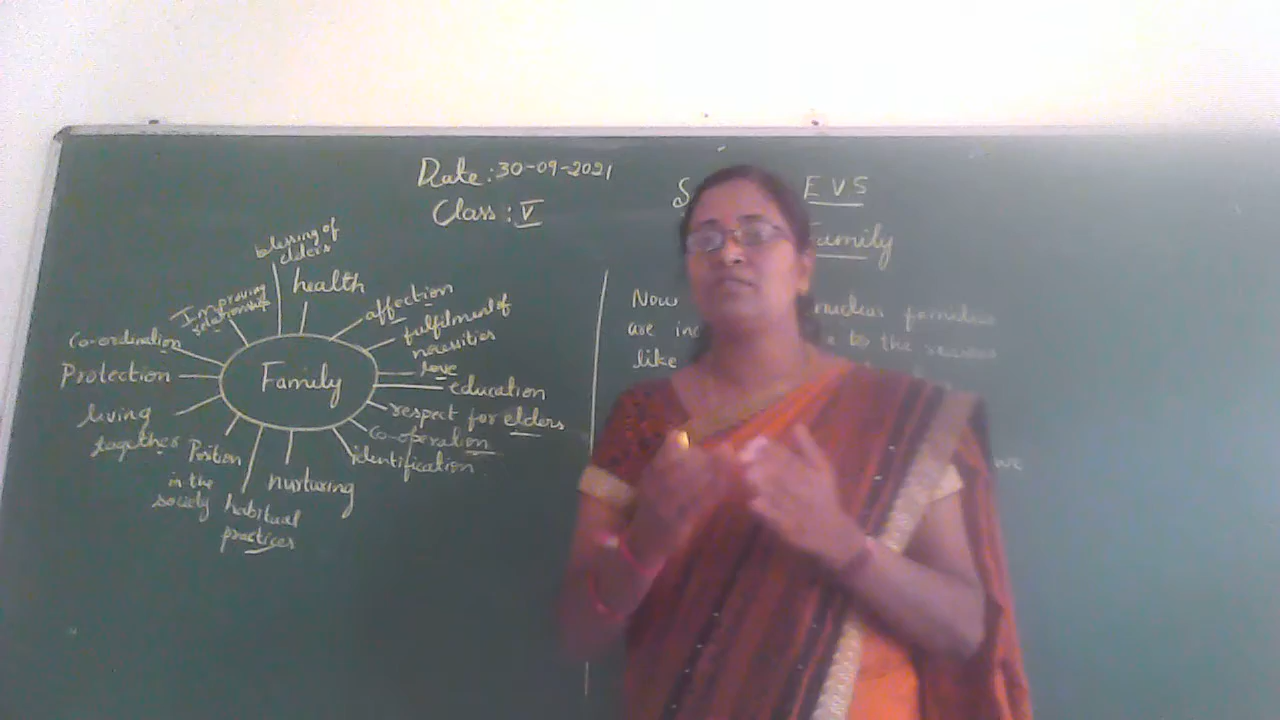 Date: 30-09-2021
Class: V
EVS
Family
blessing of
elders
health
Improving
relationship
affection
fulfilment of
necessities
Co-ordination
love
Protection
Family
education
living
together
respect for elders
Co-operation
Position
in the
society
identification
nurturing
habitual
practices
Now nuclear families
are to the reasons
like
we